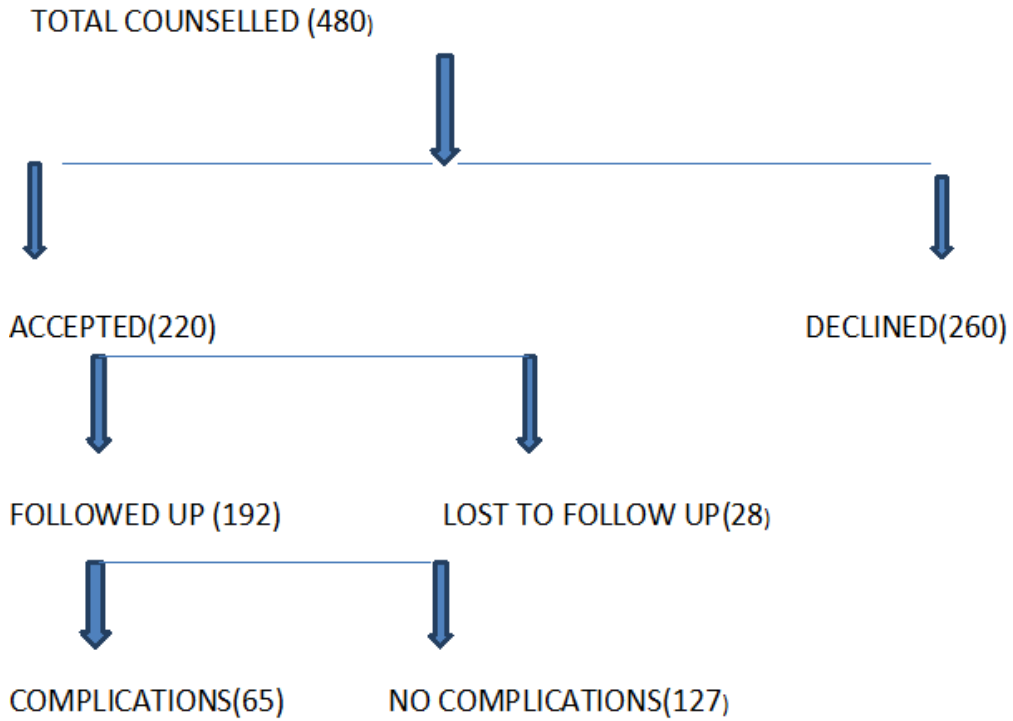 TOTAL COUNSELLED (480)
ACCEPTED(220) DECLINED(260)
FOLLOWED UP (192) LOST TO FOLLOW UP(28)
COMPLICATIONS(65) NO COMPLICATIONS(127)